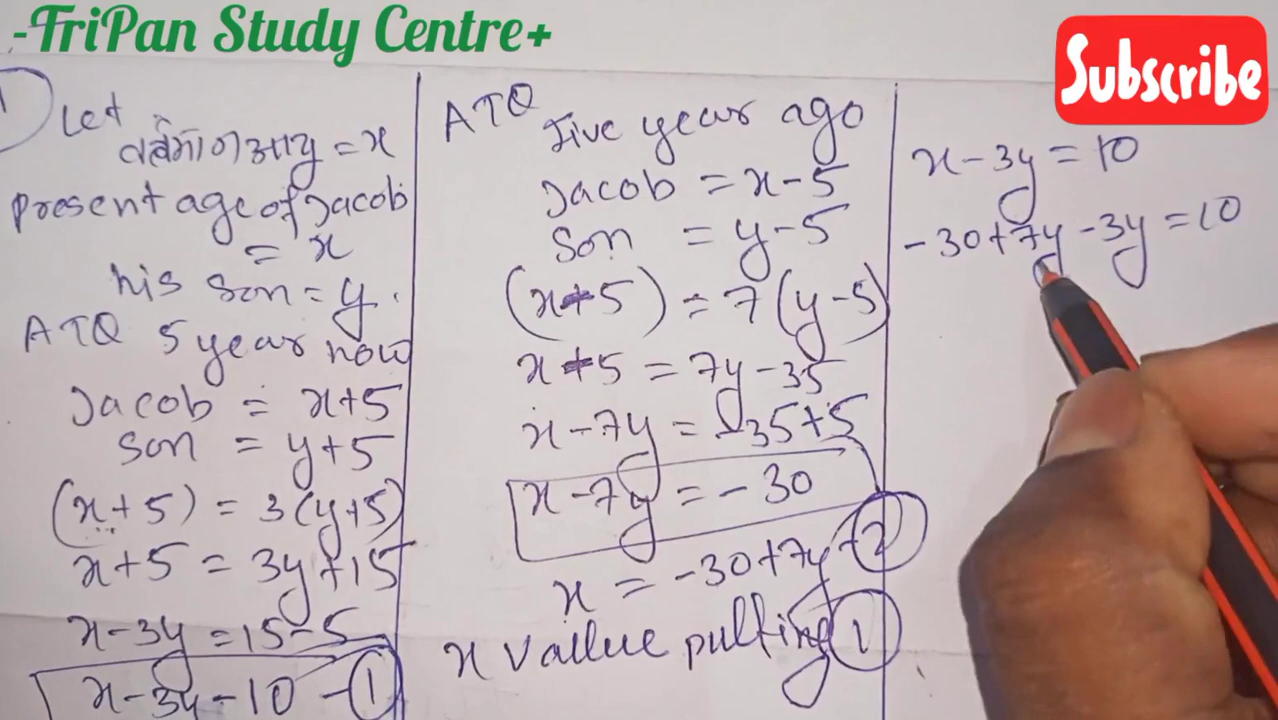 -TriPan Study Centre+
Subscribe
1
Let
वर्तमान आयु = x
Present age of Jacob
= x
his son = y.
ATQ 5 year now
Jacob = x+5
son = y+5
(x+5) = 3(y+5)
x+5 = 3y+15
x-3y = 15-5
x-3y-10 -①
ATQ
five year ago
Jacob = x-5
Son = y-5
(x-5) = 7(y-5)
x-5 = 7y-35
x-7y = -35+5
x-7y = -30
x = -30+7y -②
x vallue putting ①
x-3y = 10
-30+7y-3y = 10